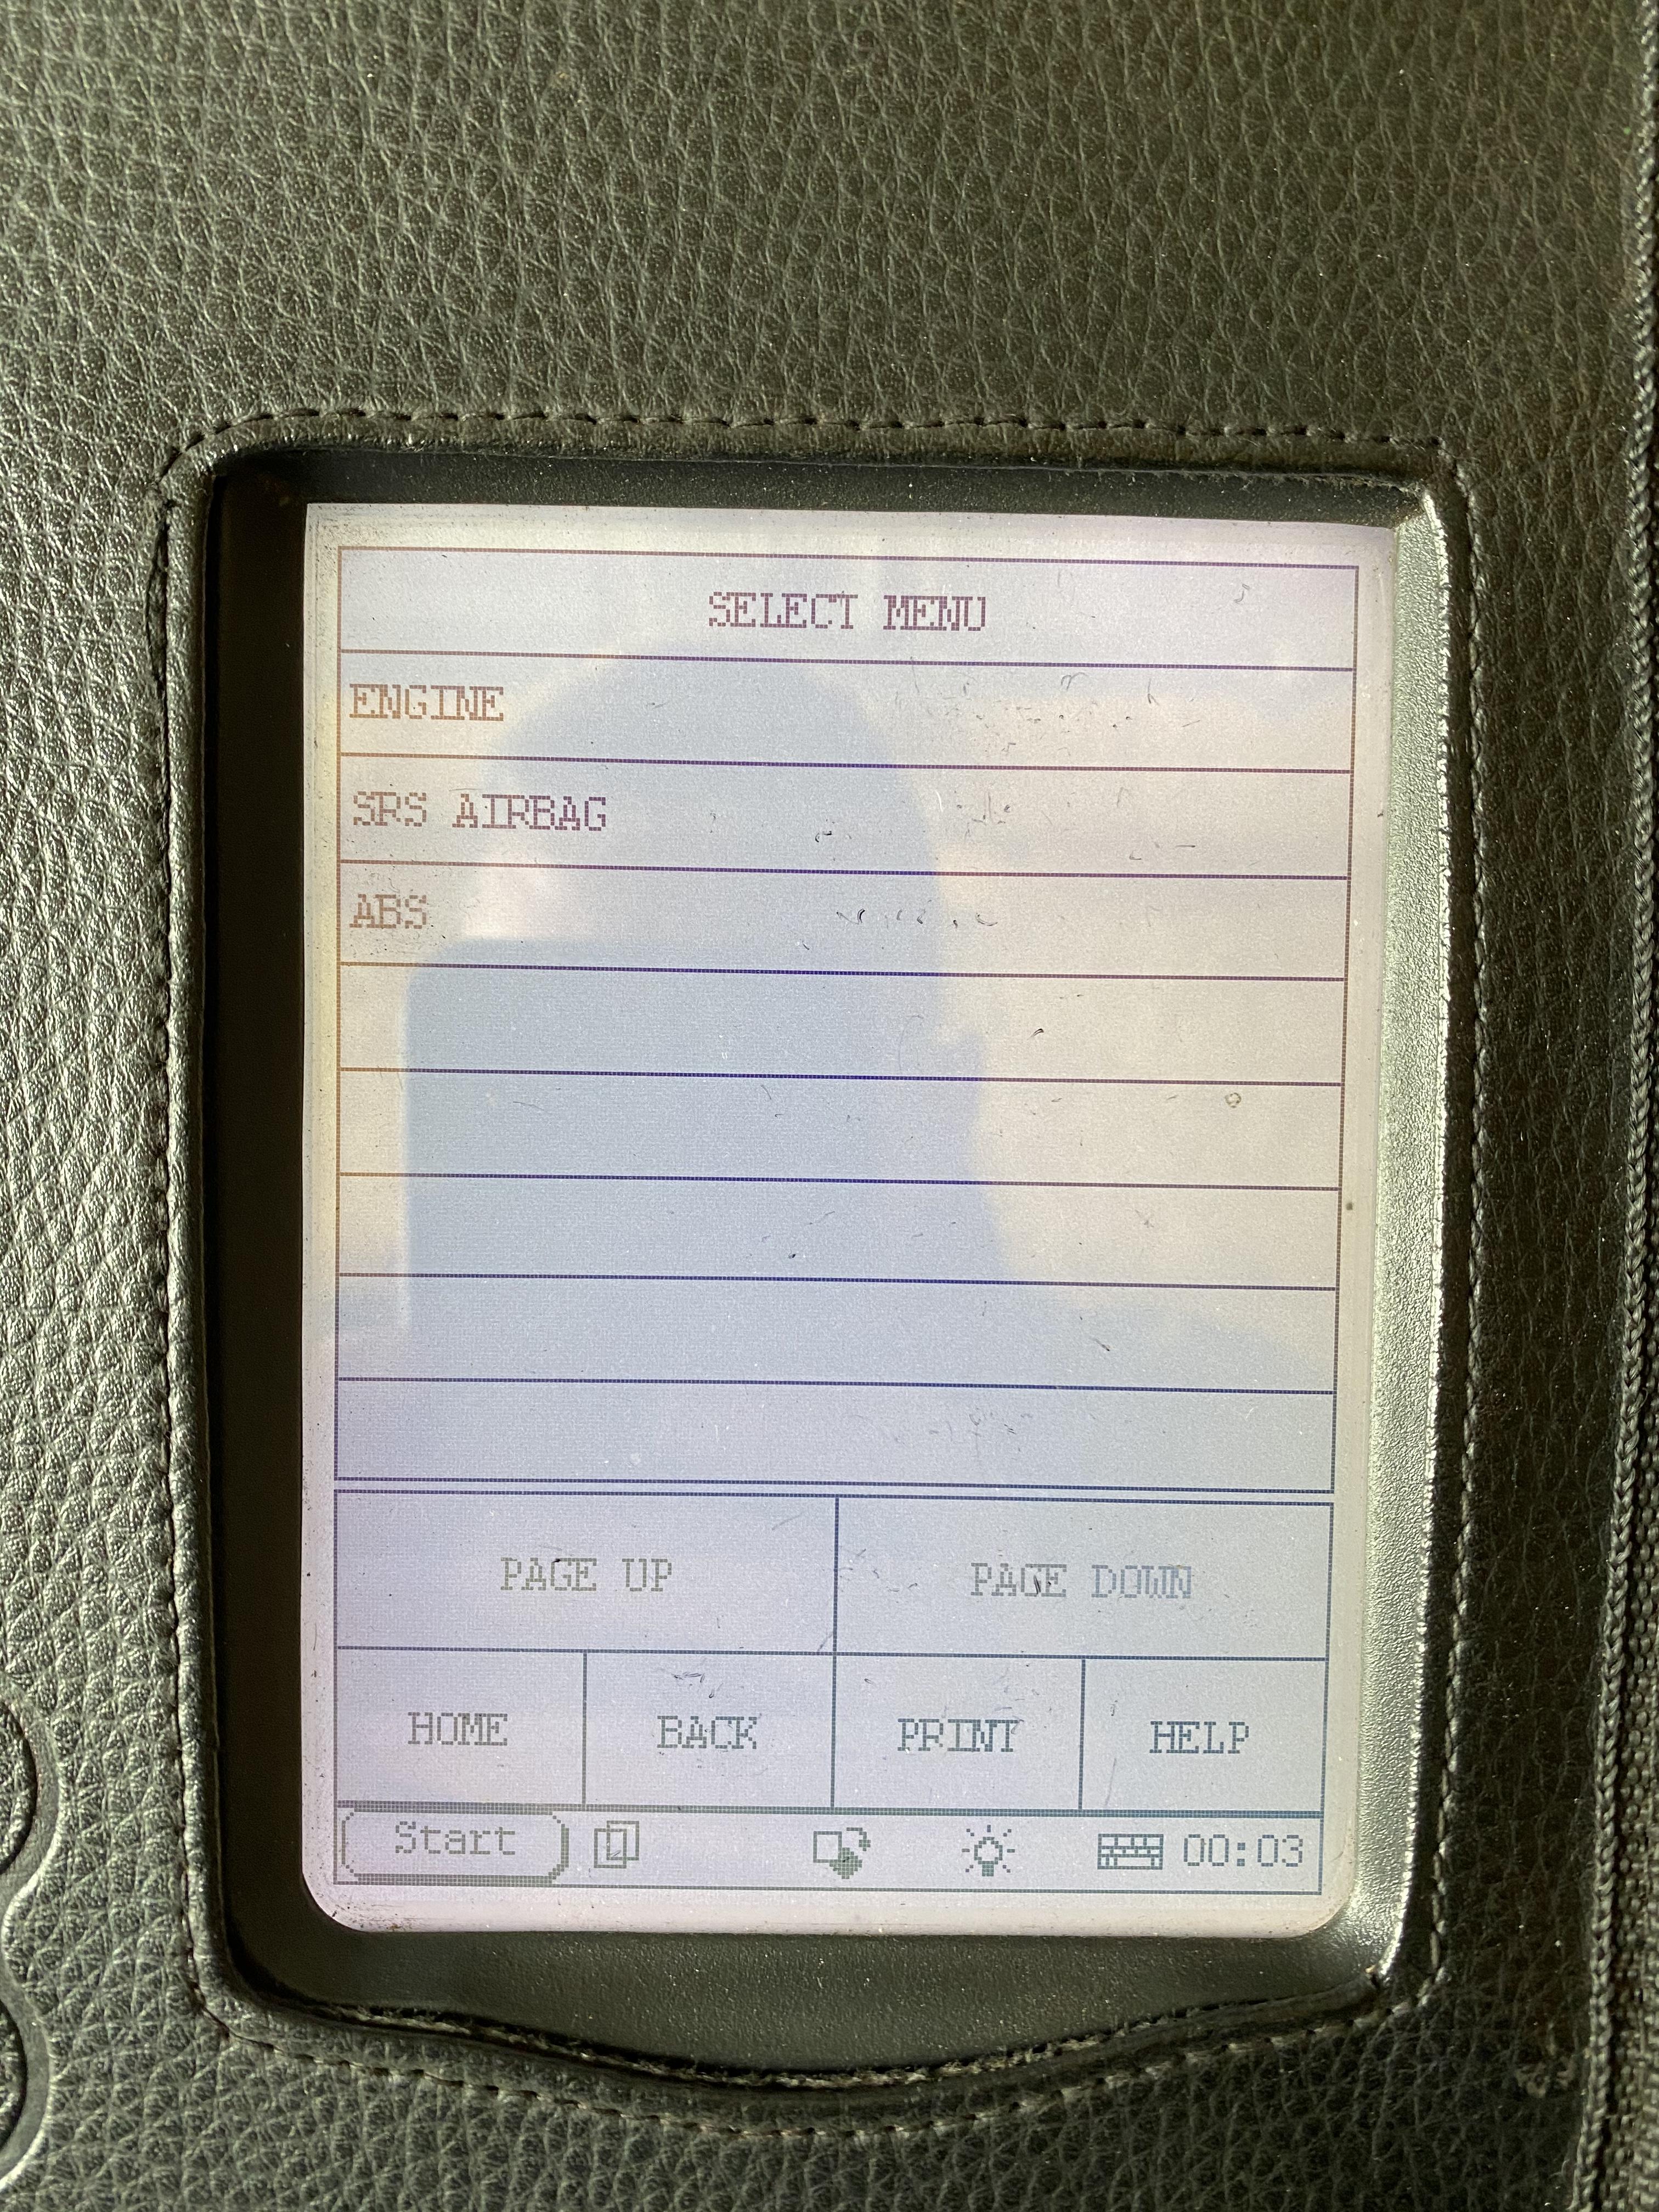 SELECT MENU
ENGINE
SRS AIRBAG
ABS
PAGE UP PAGE DOWN
HOME BACK PRINT HELP
Start 00:03